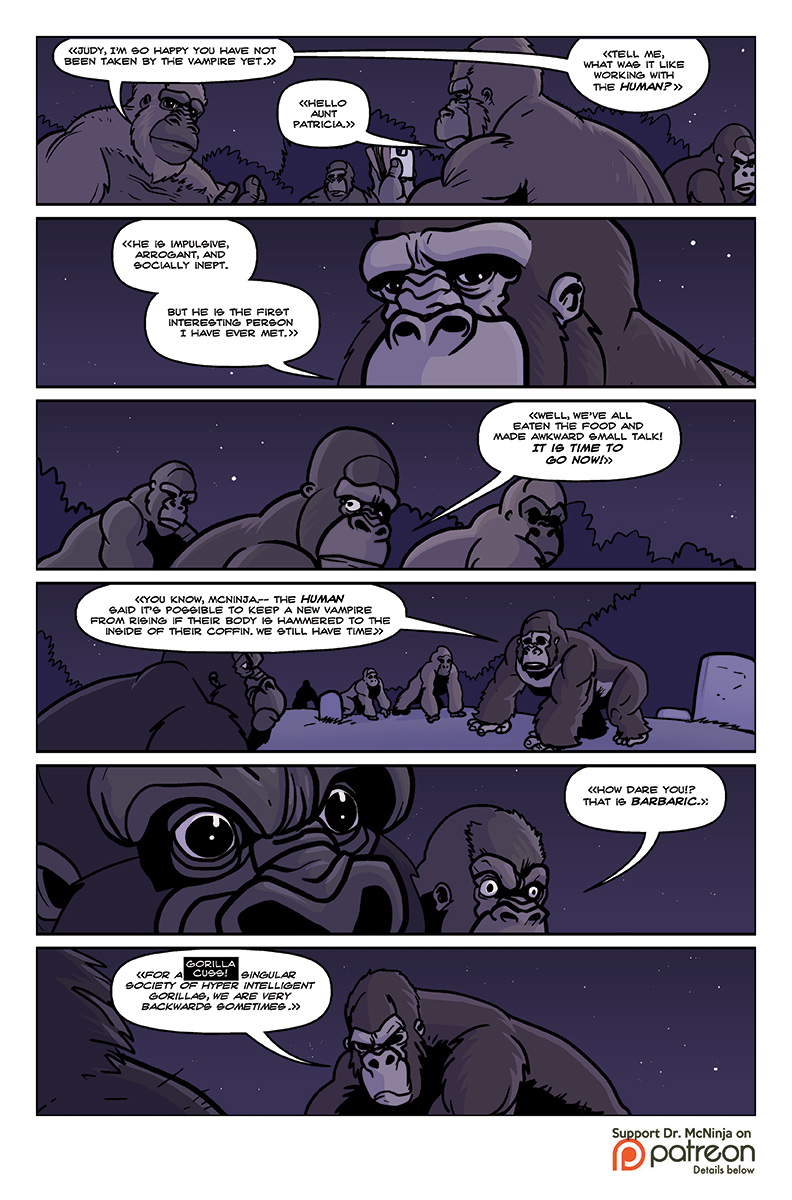 «JUDY, I'M SO HAPPY YOU HAVE NOT
BEEN TAKEN BY THE VAMPIRE YET.»
«HELLO
AUNT
PATRICIA.»
«TELL ME,
WHAT WAS IT LIKE
WORKING WITH
THE HUMAN?»
«HE IS IMPULSIVE,
ARROGANT, AND
SOCIALLY INEPT.
BUT HE IS THE FIRST
INTERESTING PERSON
I HAVE EVER MET.»
«WELL, WE'VE ALL
EATEN THE FOOD AND
MADE AWKWARD SMALL TALK!
IT IS TIME TO
GO NOW!»
«YOU KNOW, MCNINJA-- THE HUMAN
SAID IT'S POSSIBLE TO KEEP A NEW VAMPIRE
FROM RISING IF THEIR BODY IS HAMMERED TO THE
INSIDE OF THEIR COFFIN. WE STILL HAVE TIME.»
«HOW DARE YOU!?
THAT IS BARBARIC.»
«FOR A GORILLA CUSS! SINGULAR
SOCIETY OF HYPER INTELLIGENT
GORILLAS, WE ARE VERY
BACKWARDS SOMETIMES.»
Support Dr. McNinja on
patreon
Details below